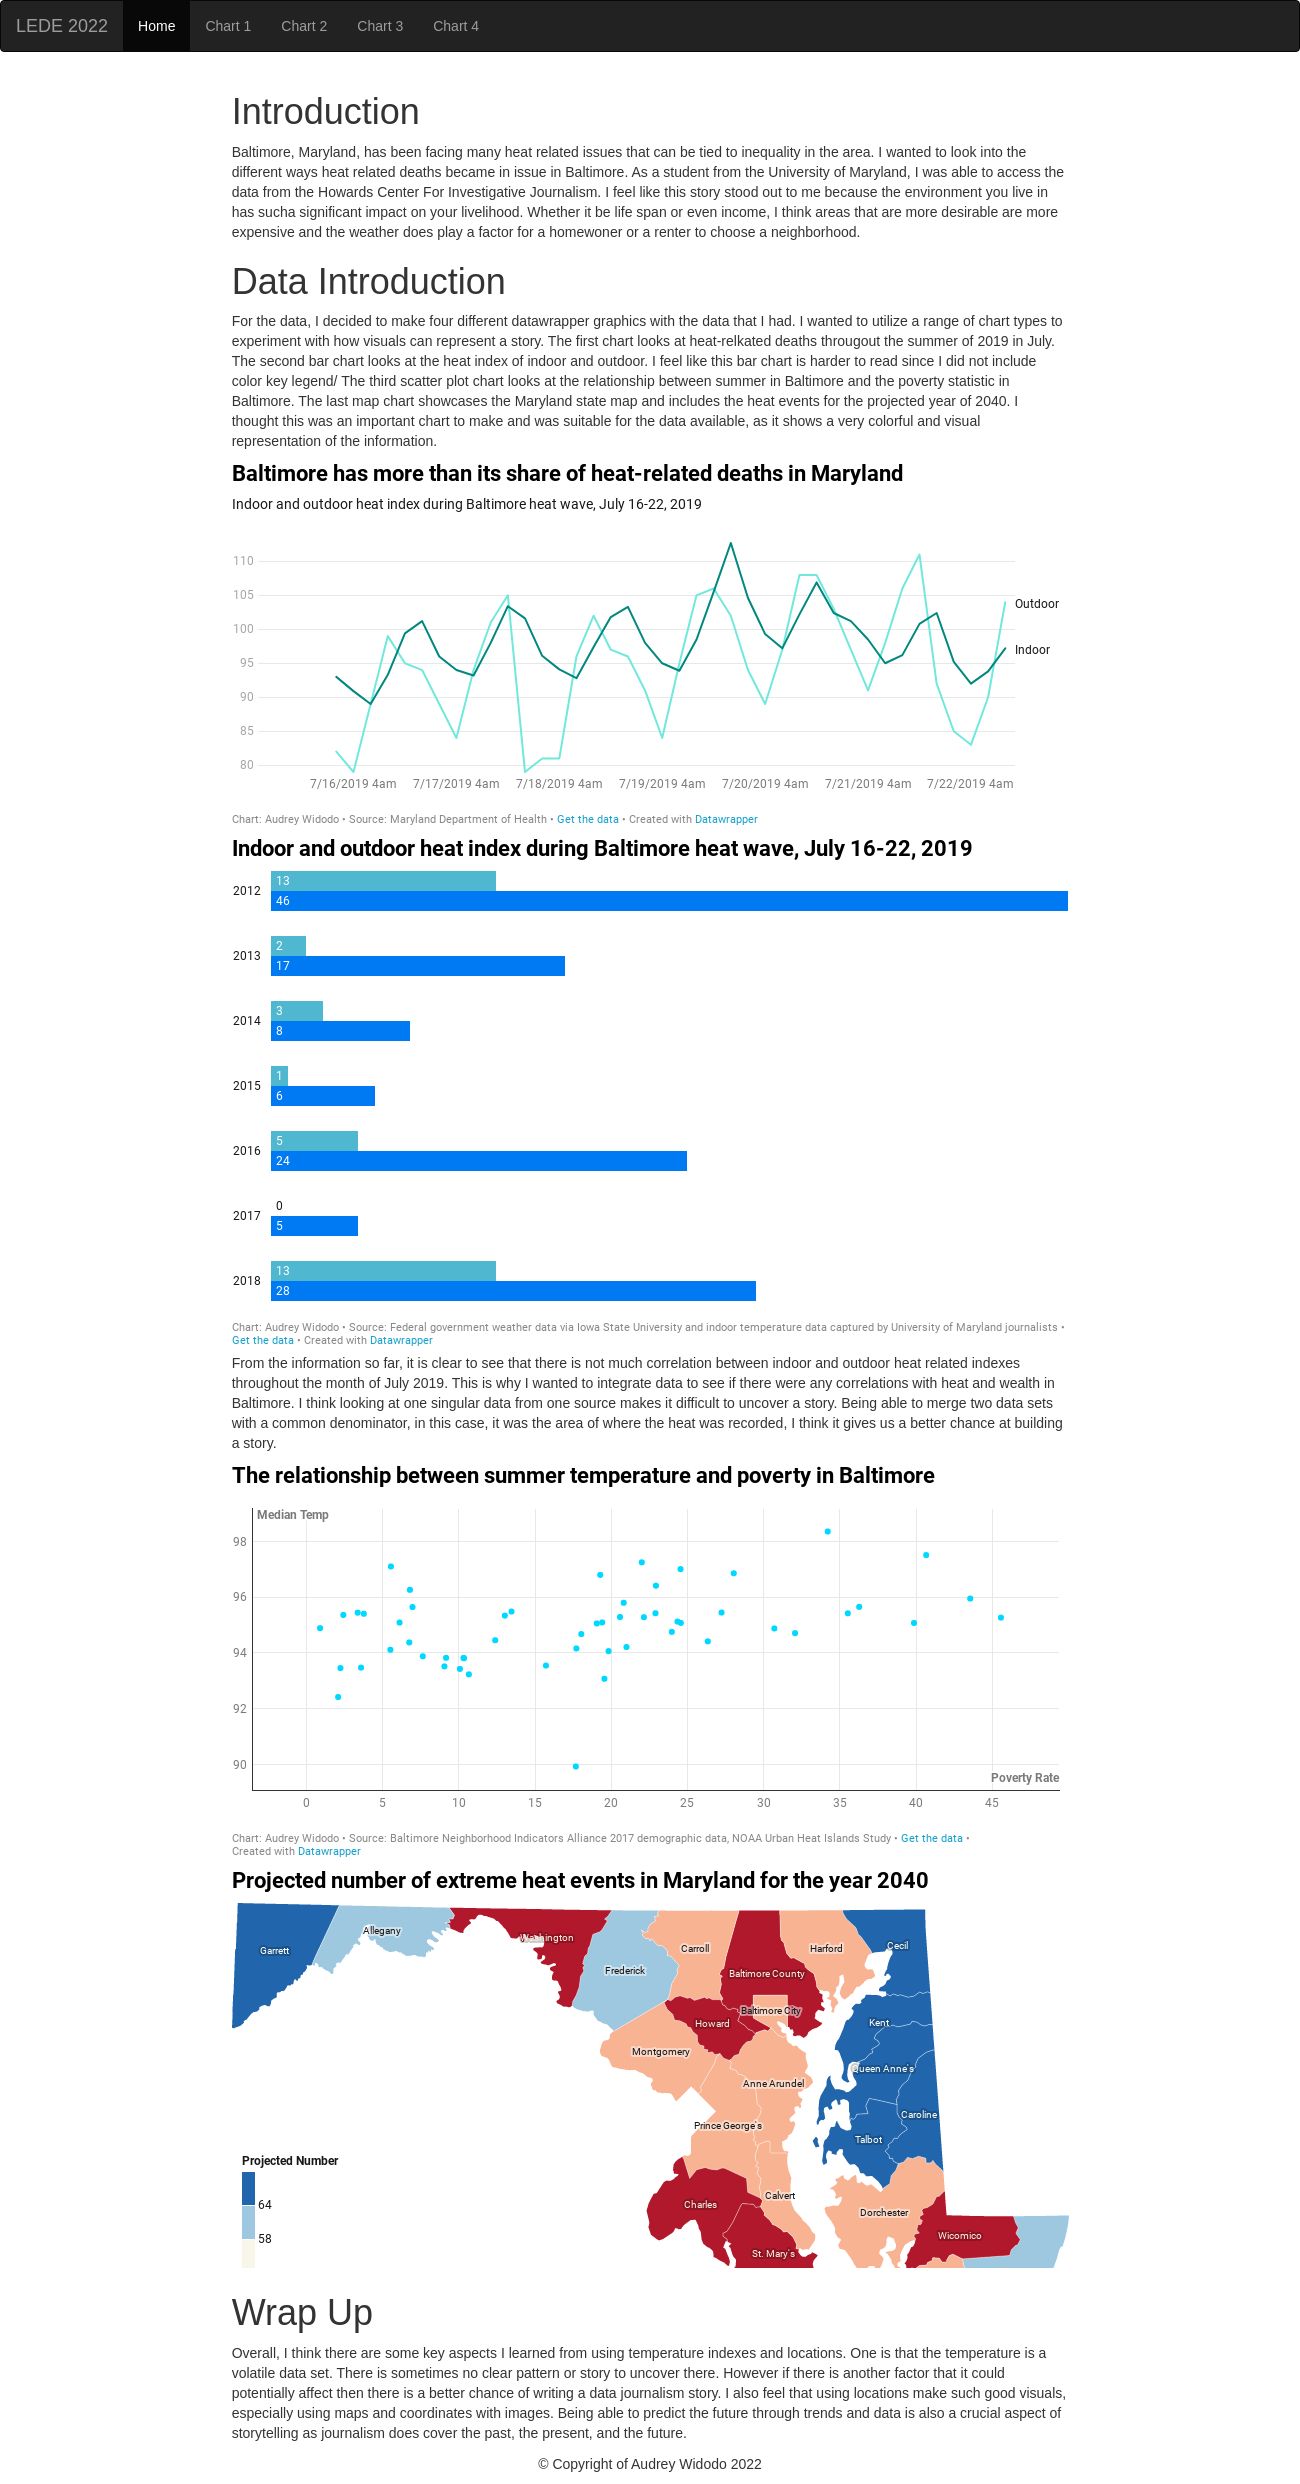 LEDE 2022 Home Chart 1 Chart 2 Chart 3 Chart 4
Introduction
Baltimore, Maryland, has been facing many heat related issues that can be tied to inequality in the area. I wanted to look into the
different ways heat related deaths became in issue in Baltimore. As a student from the University of Maryland, I was able to access the
data from the Howards Center For Investigative Journalism. I feel like this story stood out to me because the environment you live in
has sucha significant impact on your livelihood. Whether it be life span or even income, I think areas that are more desirable are more
expensive and the weather does play a factor for a homewoner or a renter to choose a neighborhood.
Data Introduction
For the data, I decided to make four different datawrapper graphics with the data that I had. I wanted to utilize a range of chart types to
experiment with how visuals can represent a story. The first chart looks at heat-relkated deaths througout the summer of 2019 in July.
The second bar chart looks at the heat index of indoor and outdoor. I feel like this bar chart is harder to read since I did not include
color key legend/ The third scatter plot chart looks at the relationship between summer in Baltimore and the poverty statistic in
Baltimore. The last map chart showcases the Maryland state map and includes the heat events for the projected year of 2040. I
thought this was an important chart to make and was suitable for the data available, as it shows a very colorful and visual
representation of the information.
Baltimore has more than its share of heat-related deaths in Maryland
Indoor and outdoor heat index during Baltimore heat wave, July 16-22, 2019
110
105
100
95
90
85
80
Outdoor
Indoor
7/16/2019 4am 7/17/2019 4am 7/18/2019 4am 7/19/2019 4am 7/20/2019 4am 7/21/2019 4am 7/22/2019 4am
Chart: Audrey Widodo • Source: Maryland Department of Health • Get the data • Created with Datawrapper
Indoor and outdoor heat index during Baltimore heat wave, July 16-22, 2019
2012
13
46
2013
2
17
2014
3
8
2015
1
6
2016
5
24
2017
0
5
2018
13
28
Chart: Audrey Widodo • Source: Federal government weather data via Iowa State University and indoor temperature data captured by University of Maryland journalists •
Get the data • Created with Datawrapper
From the information so far, it is clear to see that there is not much correlation between indoor and outdoor heat related indexes
throughout the month of July 2019. This is why I wanted to integrate data to see if there were any correlations with heat and wealth in
Baltimore. I think looking at one singular data from one source makes it difficult to uncover a story. Being able to merge two data sets
with a common denominator, in this case, it was the area of where the heat was recorded, I think it gives us a better chance at building
a story.
The relationship between summer temperature and poverty in Baltimore
Median Temp
98
96
94
92
90
Poverty Rate
0 5 10 15 20 25 30 35 40 45
Chart: Audrey Widodo • Source: Baltimore Neighborhood Indicators Alliance 2017 demographic data, NOAA Urban Heat Islands Study • Get the data •
Created with Datawrapper
Projected number of extreme heat events in Maryland for the year 2040
Garrett
Allegany
Washington
Frederick
Carroll
Baltimore County
Harford
Cecil
Baltimore City
Howard
Kent
Montgomery
Queen Anne's
Anne Arundel
Caroline
Prince George's
Talbot
Calvert
Charles
Dorchester
Wicomico
St. Mary's
Projected Number
64
58
Wrap Up
Overall, I think there are some key aspects I learned from using temperature indexes and locations. One is that the temperature is a
volatile data set. There is sometimes no clear pattern or story to uncover there. However if there is another factor that it could
potentially affect then there is a better chance of writing a data journalism story. I also feel that using locations make such good visuals,
especially using maps and coordinates with images. Being able to predict the future through trends and data is also a crucial aspect of
storytelling as journalism does cover the past, the present, and the future.
© Copyright of Audrey Widodo 2022